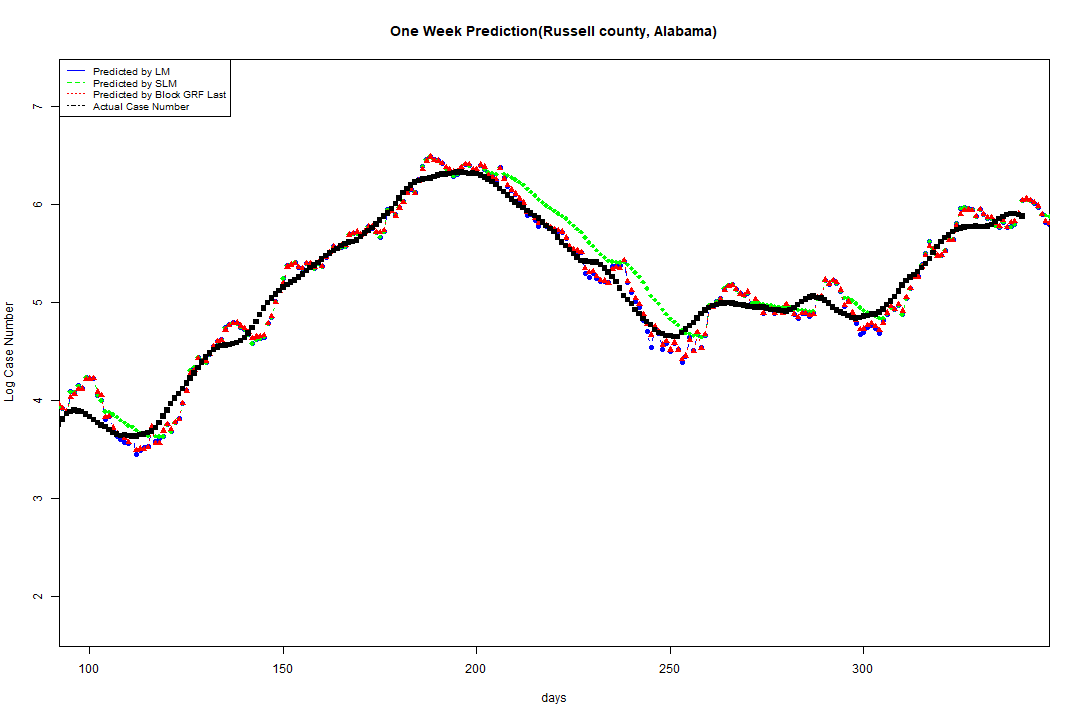 One Week Prediction(Russell county, Alabama)
Predicted by LM
Predicted by SLM
Predicted by Block GRF Last
Actual Case Number
7
6
5
4
3
2
Log Case Number
100 150 200 250 300
days